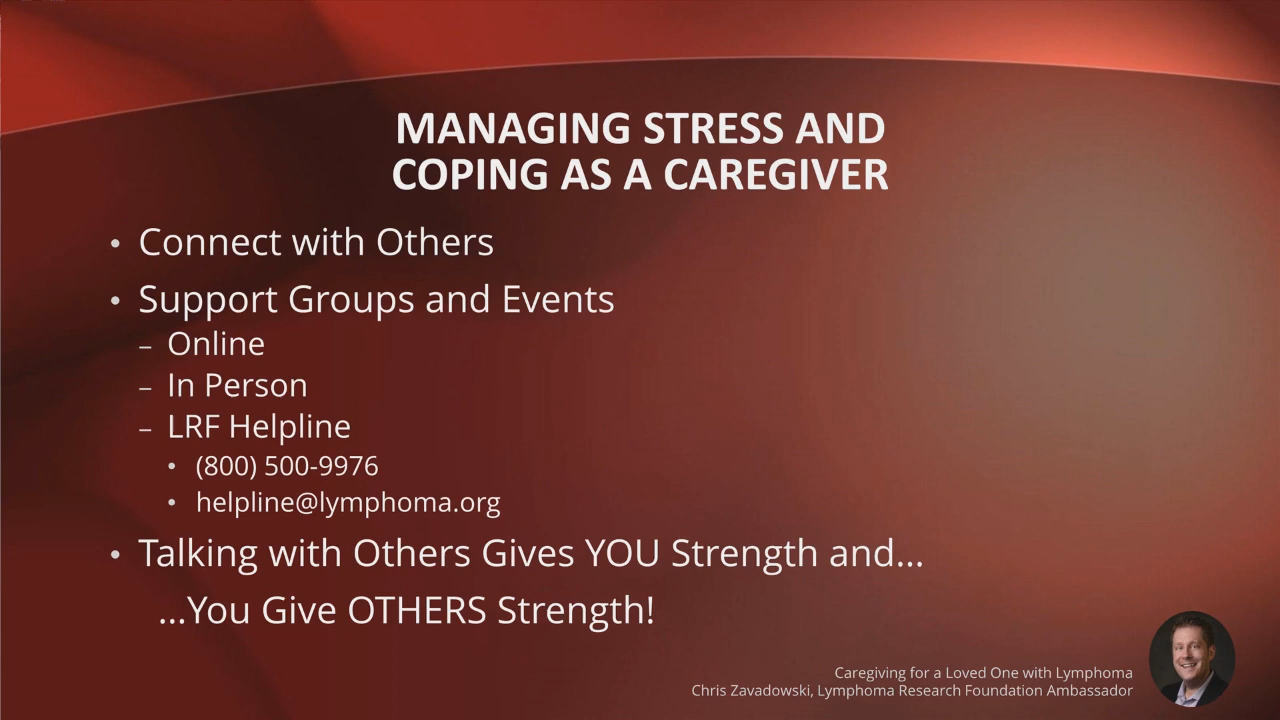 MANAGING STRESS AND
COPING AS A CAREGIVER
• Connect with Others
• Support Groups and Events
– Online
– In Person
– LRF Helpline
• (800) 500-9976
• helpline@lymphoma.org
• Talking with Others Gives YOU Strength and...
...You Give OTHERS Strength!
Caregiving for a Loved One with Lymphoma
Chris Zavadowski, Lymphoma Research Foundation Ambassador